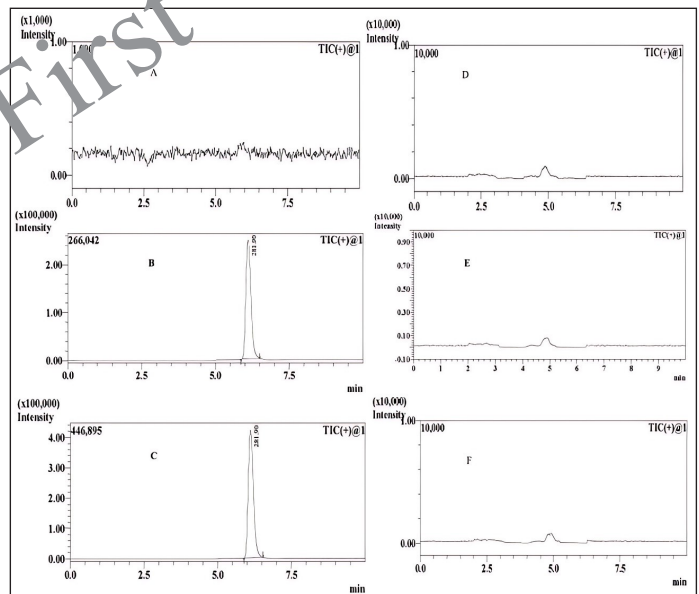 First
(x1,000)
Intensity
1.00
1,000
TIC(+)@1
A
0.00
0.0 2.5 5.0 7.5
(x100,000)
Intensity
266,042
TIC(+)@1
281.90
2.00
B
1.00
0.00
0.0 2.5 5.0 7.5
min
(x100,000)
Intensity
446,895
TIC(+)@1
281.90
4.00
C
3.00
2.00
1.00
0.00
0.0 2.5 5.0 7.5
min
(x10,000)
Intensity
1.00
10,000
TIC(+)@1
D
0.00
0.0 2.5 5.0 7.5
(x10,000)
Intensity
10,000
TIC(+)@1
0.90
0.70
E
0.50
0.30
0.10
-0.10
0 1 2 3 4 5 6 7 8 9
min
(x10,000)
Intensity
1.00
10,000
TIC(+)@1
F
0.00
0.0 2.5 5.0 7.5
min